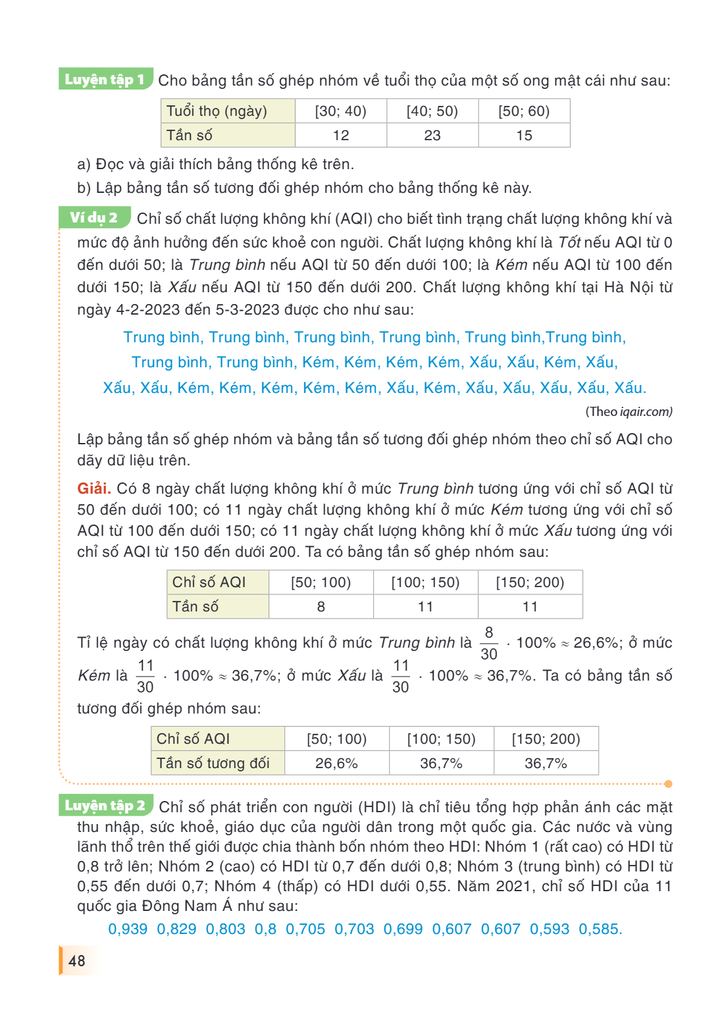 Luyện tập 1 Cho bảng tần số ghép nhóm về tuổi thọ của một số ong mật cái như sau:
Tuổi thọ (ngày) [30; 40) [40; 50) [50; 60)
Tần số 12 23 15
a) Đọc và giải thích bảng thống kê trên.
b) Lập bảng tần số tương đối ghép nhóm cho bảng thống kê này.
Ví dụ 2 Chỉ số chất lượng không khí (AQI) cho biết tình trạng chất lượng không khí và
mức độ ảnh hưởng đến sức khoẻ con người. Chất lượng không khí là Tốt nếu AQI từ 0
đến dưới 50; là Trung bình nếu AQI từ 50 đến dưới 100; là Kém nếu AQI từ 100 đến
dưới 150; là Xấu nếu AQI từ 150 đến dưới 200. Chất lượng không khí tại Hà Nội từ
ngày 4-2-2023 đến 5-3-2023 được cho như sau:
Trung bình, Trung bình, Trung bình, Trung bình, Trung bình,Trung bình,
Trung bình, Trung bình, Kém, Kém, Kém, Kém, Xấu, Xấu, Kém, Xấu,
Xấu, Xấu, Kém, Kém, Kém, Kém, Kém, Xấu, Kém, Xấu, Xấu, Xấu, Xấu, Xấu.
(Theo iqair.com)
Lập bảng tần số ghép nhóm và bảng tần số tương đối ghép nhóm theo chỉ số AQI cho
dãy dữ liệu trên.
Giải. Có 8 ngày chất lượng không khí ở mức Trung bình tương ứng với chỉ số AQI từ
50 đến dưới 100; có 11 ngày chất lượng không khí ở mức Kém tương ứng với chỉ số
AQI từ 100 đến dưới 150; có 11 ngày chất lượng không khí ở mức Xấu tương ứng với
chỉ số AQI từ 150 đến dưới 200. Ta có bảng tần số ghép nhóm sau:
Chỉ số AQI [50; 100) [100; 150) [150; 200)
Tần số 8 11 11
Tỉ lệ ngày có chất lượng không khí ở mức Trung bình là 8/30 · 100% ≈ 26,6%; ở mức
Kém là 11/30 · 100% ≈ 36,7%; ở mức Xấu là 11/30 · 100% ≈ 36,7%. Ta có bảng tần số
tương đối ghép nhóm sau:
Chỉ số AQI [50; 100) [100; 150) [150; 200)
Tần số tương đối 26,6% 36,7% 36,7%
Luyện tập 2 Chỉ số phát triển con người (HDI) là chỉ tiêu tổng hợp phản ánh các mặt
thu nhập, sức khoẻ, giáo dục của người dân trong một quốc gia. Các nước và vùng
lãnh thổ trên thế giới được chia thành bốn nhóm theo HDI: Nhóm 1 (rất cao) có HDI từ
0,8 trở lên; Nhóm 2 (cao) có HDI từ 0,7 đến dưới 0,8; Nhóm 3 (trung bình) có HDI từ
0,55 đến dưới 0,7; Nhóm 4 (thấp) có HDI dưới 0,55. Năm 2021, chỉ số HDI của 11
quốc gia Đông Nam Á như sau:
0,939 0,829 0,803 0,8 0,705 0,703 0,699 0,607 0,607 0,593 0,585.
48